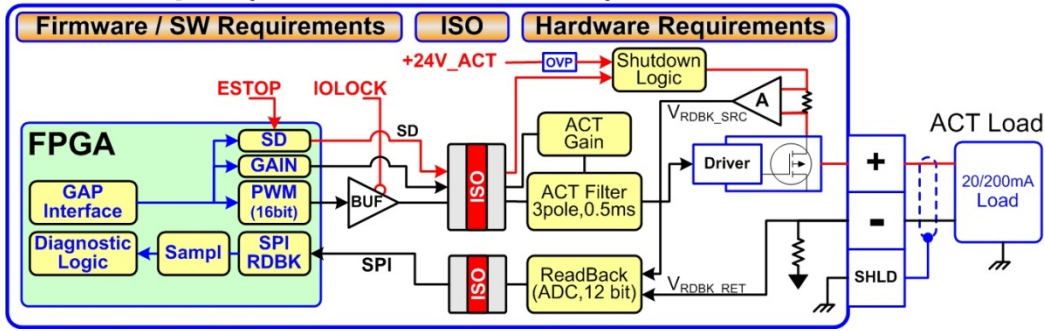 Firmware / SW Requirements
ISO
Hardware Requirements
+24V_ACT
OVP
Shutdown
Logic
ESTOP
IOLOCK
A
VRDBK_SRC
ACT Load
FPGA
SD
SD
GAIN
ACT
Gain
Driver
+
GAP
Interface
PWM
(16bit)
BUF
ISO
ACT Filter
3pole,0.5ms
20/200mA
Load
-
Diagnostic
Logic
Sampl
SPI
RDBK
SPI
ISO
ReadBack
(ADC,12 bit)
VRDBK_RET
SHLD